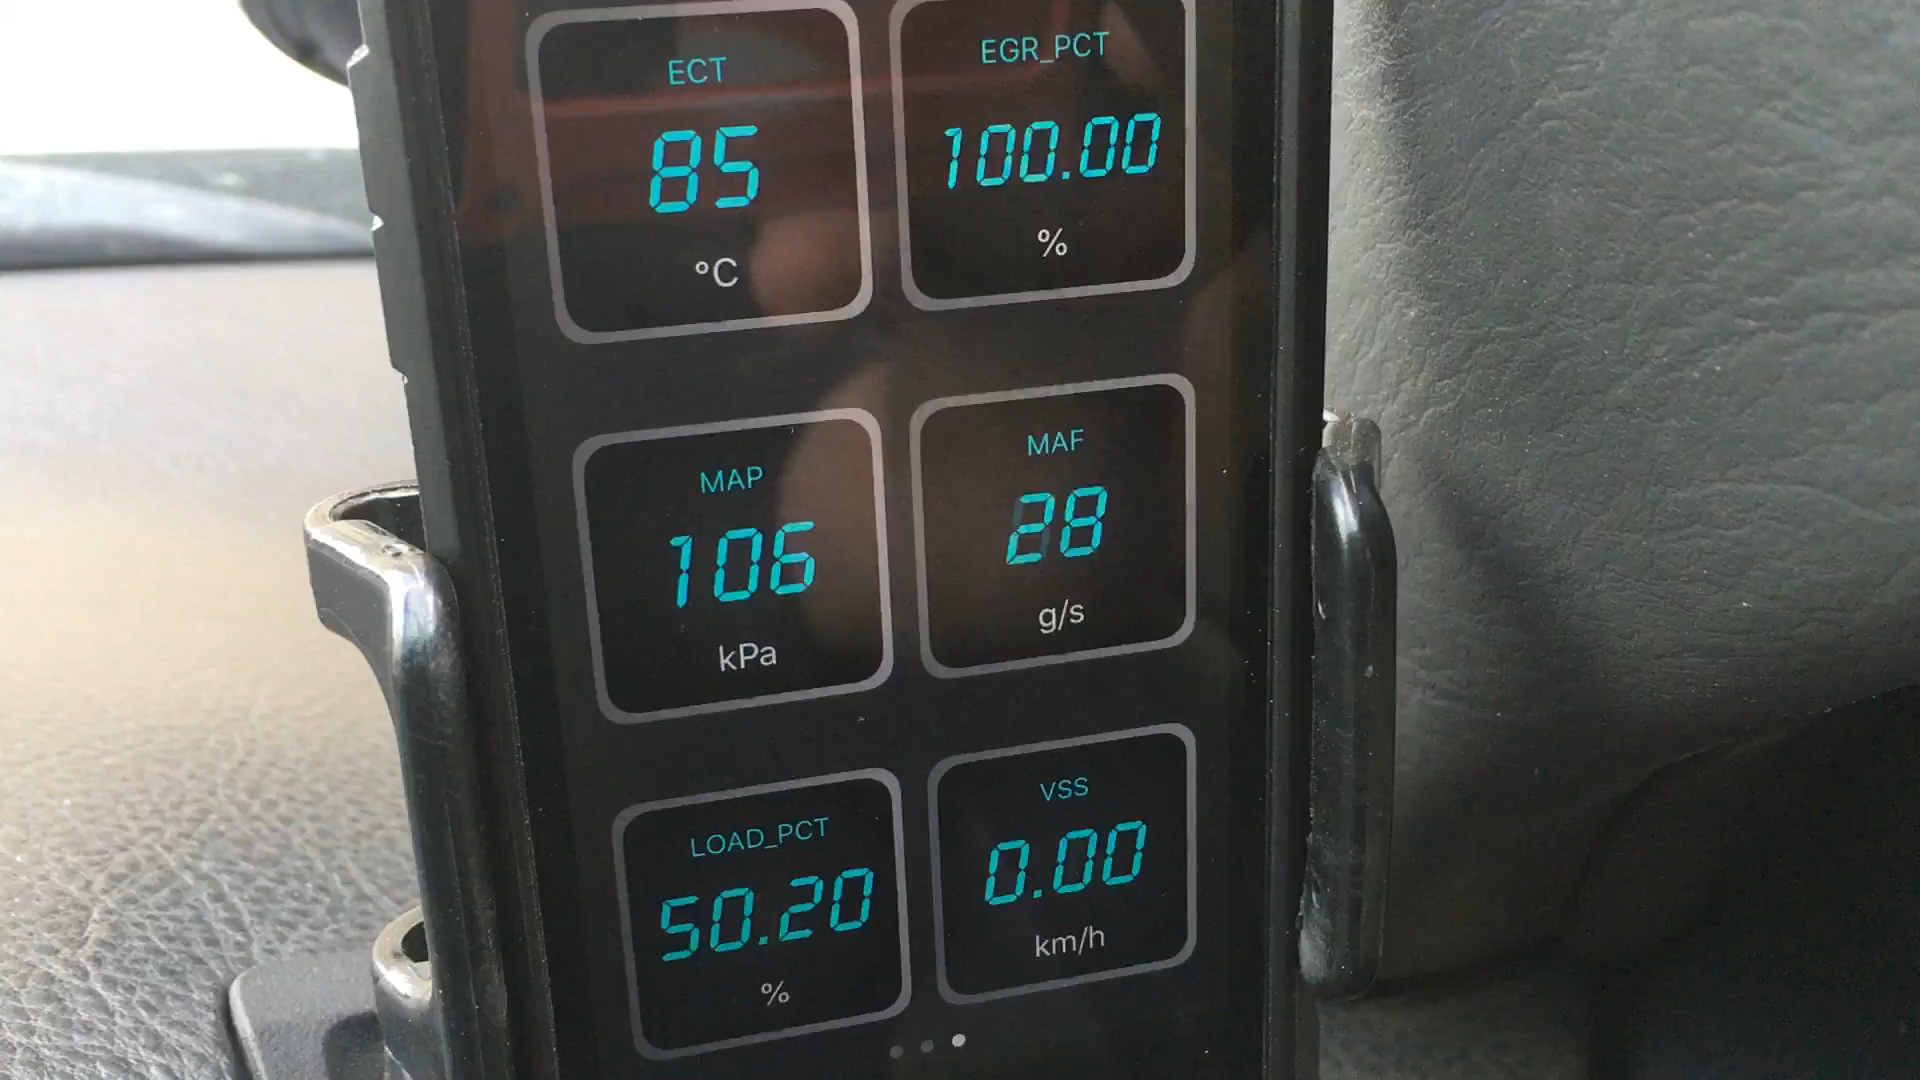 ECT
85
°C
EGR_PCT
100.00
%
MAP
106
kPa
MAF
28
g/s
LOAD_PCT
50.20
%
VSS
0.00
km/h